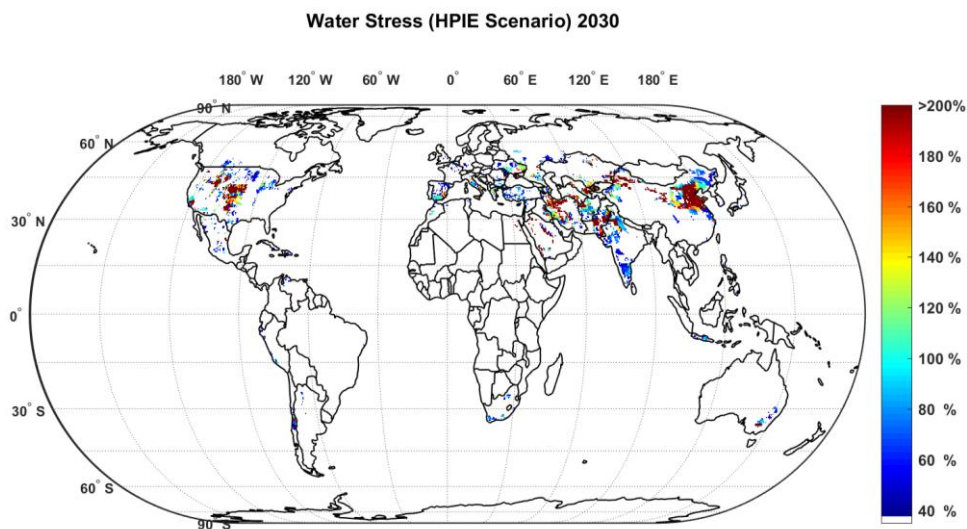 Water Stress (HPIE Scenario) 2030
180° W 120° W 60° W 0° 60° E 120° E 180° E
90° N
60° N
30° N
0°
30° S
60° S
90° S
>200%
180 %
160 %
140 %
120 %
100 %
80 %
60 %
40 %